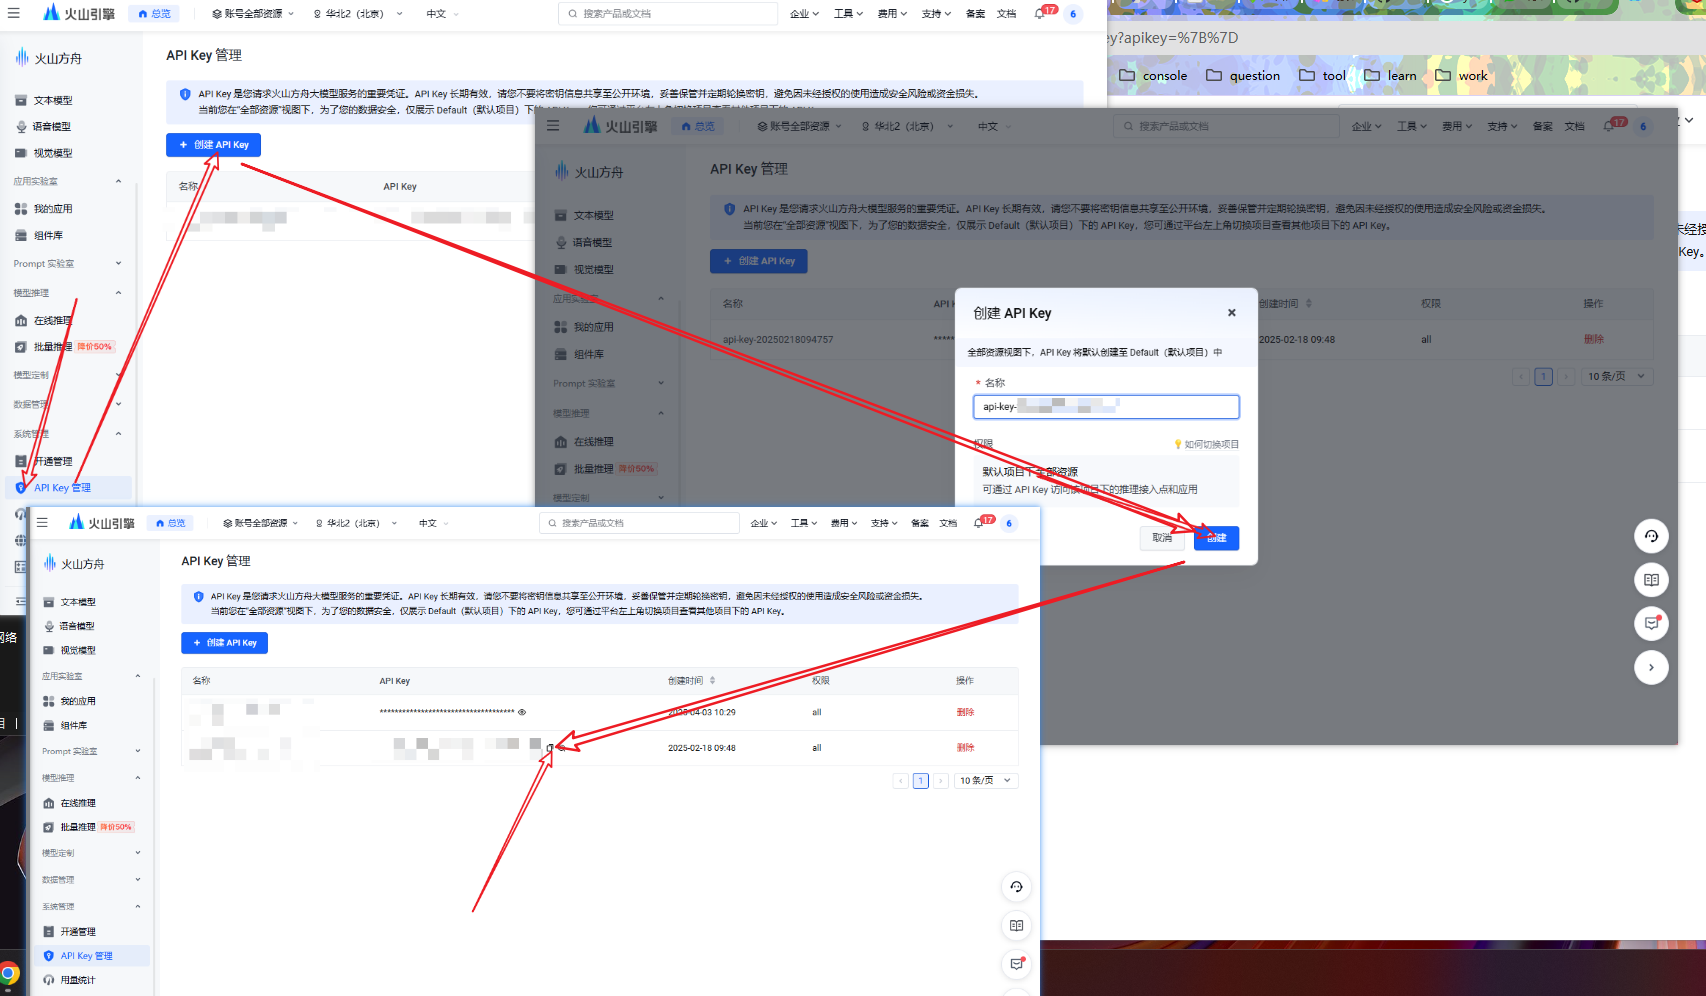 火山引擎
总览
账号全部资源
华北2（北京）
中文
搜索产品或文档
企业
工具
费用
支持
备案
文档
17
6
ey?apikey=%7B%7D
console
question
tool
learn
work
火山方舟
文本模型
语音模型
视觉模型
应用实验室
我的应用
组件库
Prompt 实验室
模型推理
在线推理
批量推理 降价50%
模型定制
数据管理
系统管理
开通管理
API Key 管理
API Key 管理
API Key 是您请求火山方舟大模型服务的重要凭证。API Key 长期有效，请您不要将密钥信息共享至公开环境，妥善保管并定期轮换密钥，避免因未经授权的使用造成安全风险或资金损失。
当前您在"全部资源"视图下，为了您的数据安全，仅展示 Default（默认项目）下的
+ 创建 API Key
名称
API Key
火山引擎
总览
账号全部资源
华北2（北京）
中文
搜索产品或文档
企业
工具
费用
支持
备案
文档
17
6
火山方舟
文本模型
语音模型
视觉模型
应用实验室
我的应用
组件库
Prompt 实验室
模型推理
在线推理
批量推理 降价50%
模型定制
API Key 管理
API Key 是您请求火山方舟大模型服务的重要凭证。API Key 长期有效，请您不要将密钥信息共享至公开环境，妥善保管并定期轮换密钥，避免因未经授权的使用造成安全风险或资金损失。
当前您在"全部资源"视图下，为了您的数据安全，仅展示 Default（默认项目）下的 API Key，您可通过平台左上角切换项目查看其他项目下的 API Key。
+ 创建 API Key
名称
创建时间
权限
操作
api-key-20250218094757
2025-02-18 09:48
all
删除
1
10 条/页
创建 API Key
全部资源视图下，API Key 将默认创建至 Default（默认项目）中
* 名称
api-key-
权限
如何切换项目
默认项目下全部资源
可通过 API Key 访问该项目下的推理接入点和应用
取消
创建
未经授
Key。
网络
火山引擎
总览
账号全部资源
华北2（北京）
中文
搜索产品或文档
企业
工具
费用
支持
备案
文档
17
6
火山方舟
文本模型
语音模型
视觉模型
应用实验室
我的应用
组件库
Prompt 实验室
模型推理
在线推理
批量推理 降价50%
模型定制
数据管理
系统管理
开通管理
API Key 管理
用量统计
API Key 管理
API Key 是您请求火山方舟大模型服务的重要凭证。API Key 长期有效，请您不要将密钥信息共享至公开环境，妥善保管并定期轮换密钥，避免因未经授权的使用造成安全风险或资金损失。
当前您在"全部资源"视图下，为了您的数据安全，仅展示 Default（默认项目）下的 API Key，您可通过平台左上角切换项目查看其他项目下的 API Key。
+ 创建 API Key
名称
API Key
创建时间
权限
操作
***********************************
2025-04-03 10:29
all
删除
2025-02-18 09:48
all
删除
1
10 条/页